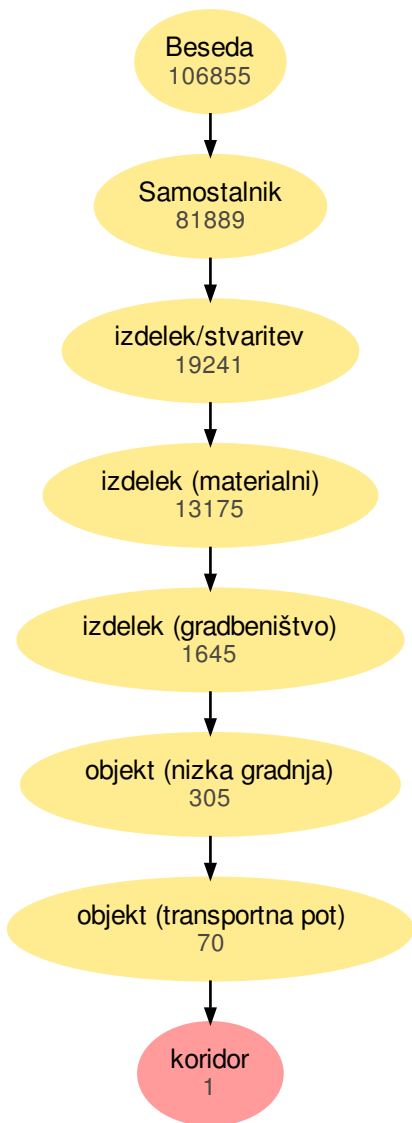 Beseda
106855
Samostalnik
81889
izdelek/stvaritev
19241
izdelek (materialni)
13175
izdelek (gradbeništvo)
1645
objekt (nizka gradnja)
305
objekt (transportna pot)
70
koridor
1